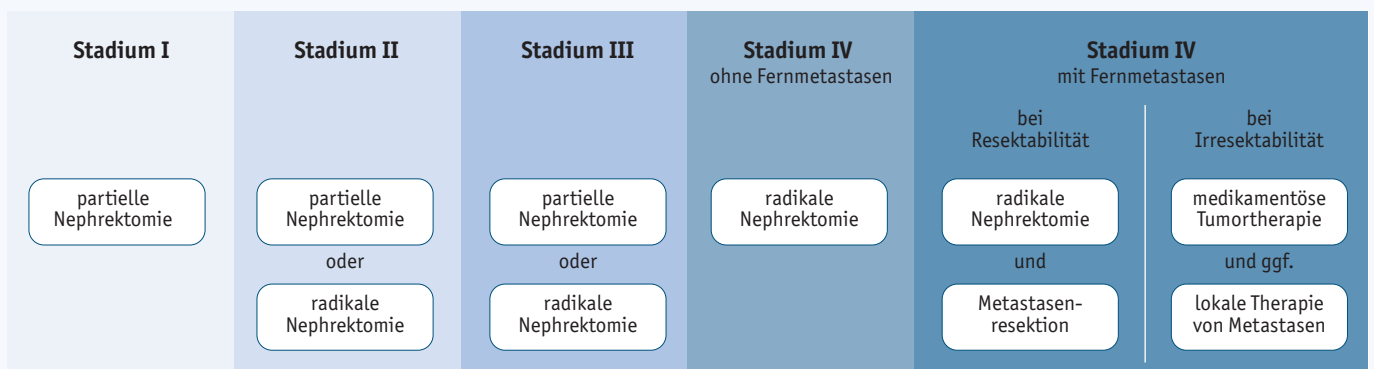 Stadium I
partielle
Nephrektomie
Stadium II
partielle
Nephrektomie
oder
radikale
Nephrektomie
Stadium III
partielle
Nephrektomie
oder
radikale
Nephrektomie
Stadium IV
ohne Fernmetastasen
radikale
Nephrektomie
Stadium IV
mit Fernmetastasen
bei
Resektabilität
radikale
Nephrektomie
und
Metastasen-
resektion
bei
Irresektabilität
medikamentöse
Tumortherapie
und ggf.
lokale Therapie
von Metastasen